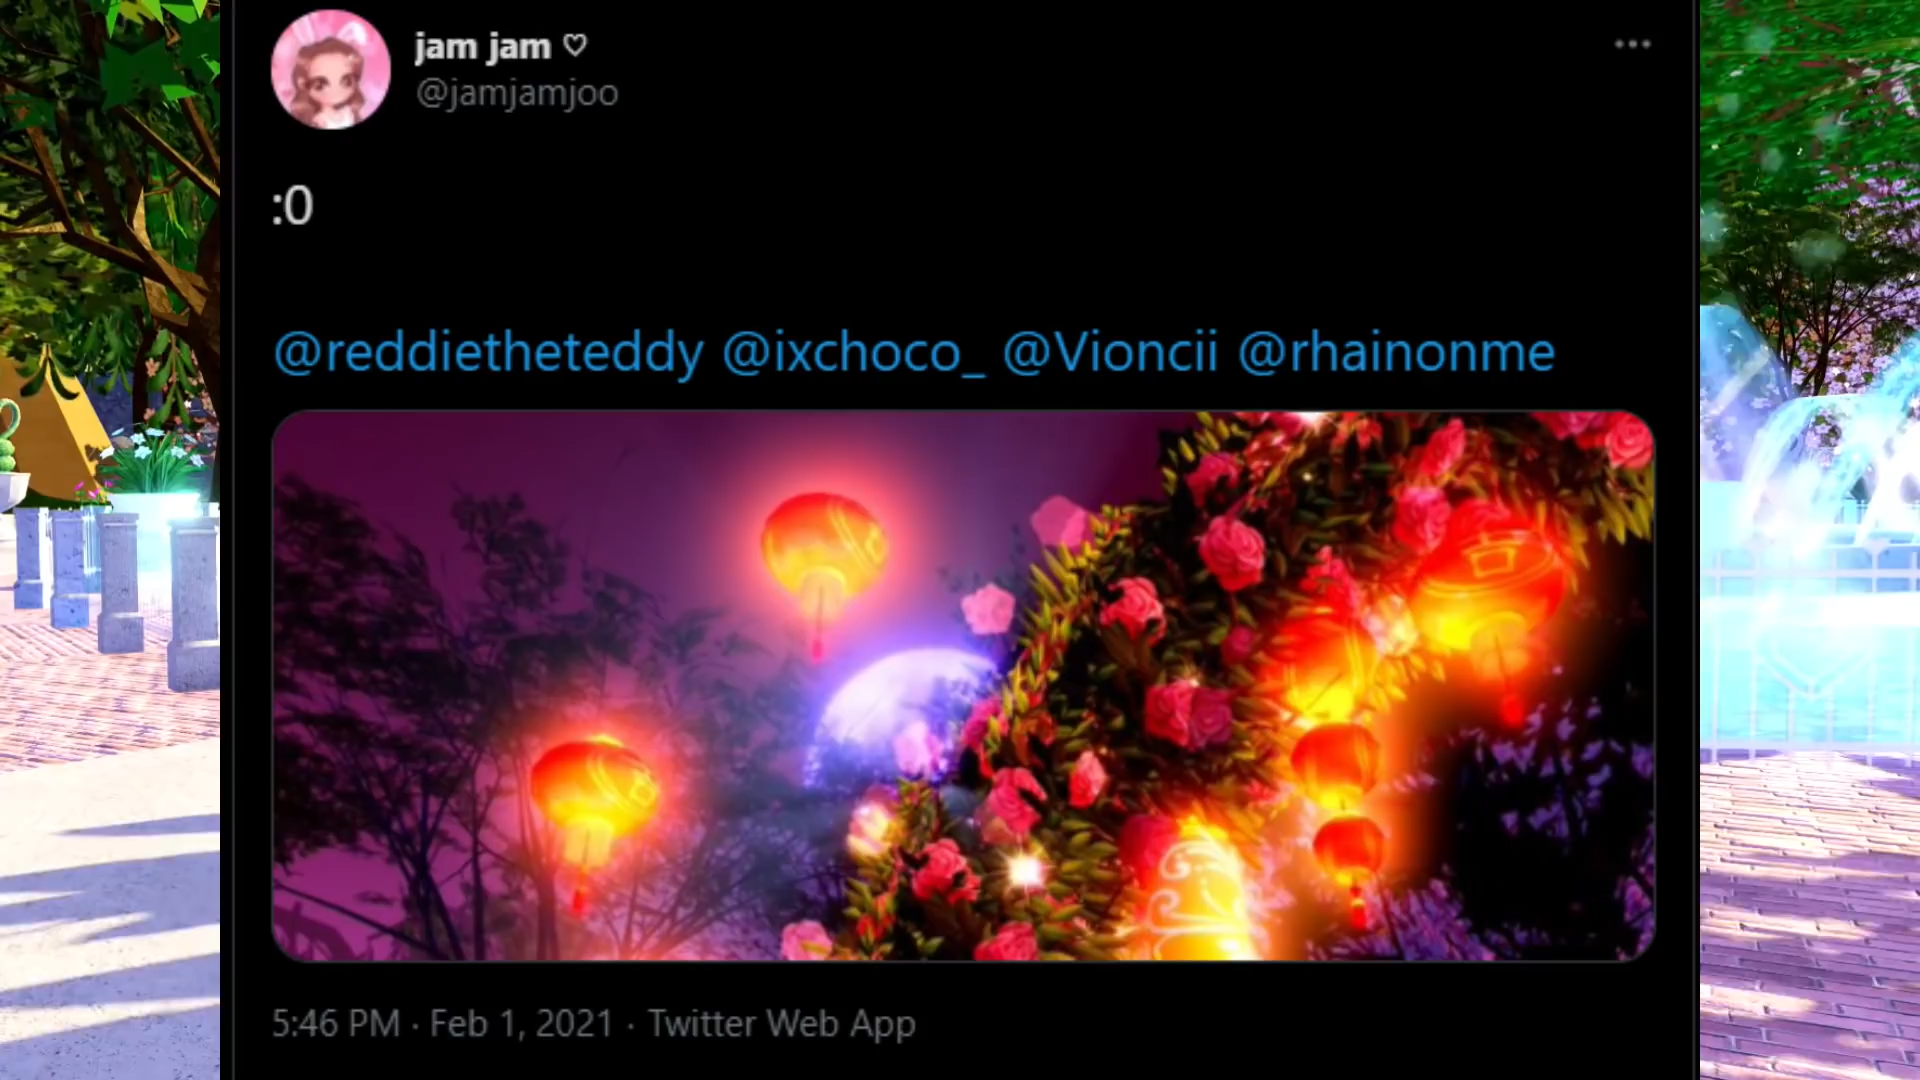 jam jam ♡
@jamjamjoo
:0
@reddietheteddy @ixchoco_ @Vioncii @rhainonme
5:46 PM · Feb 1, 2021 · Twitter Web App